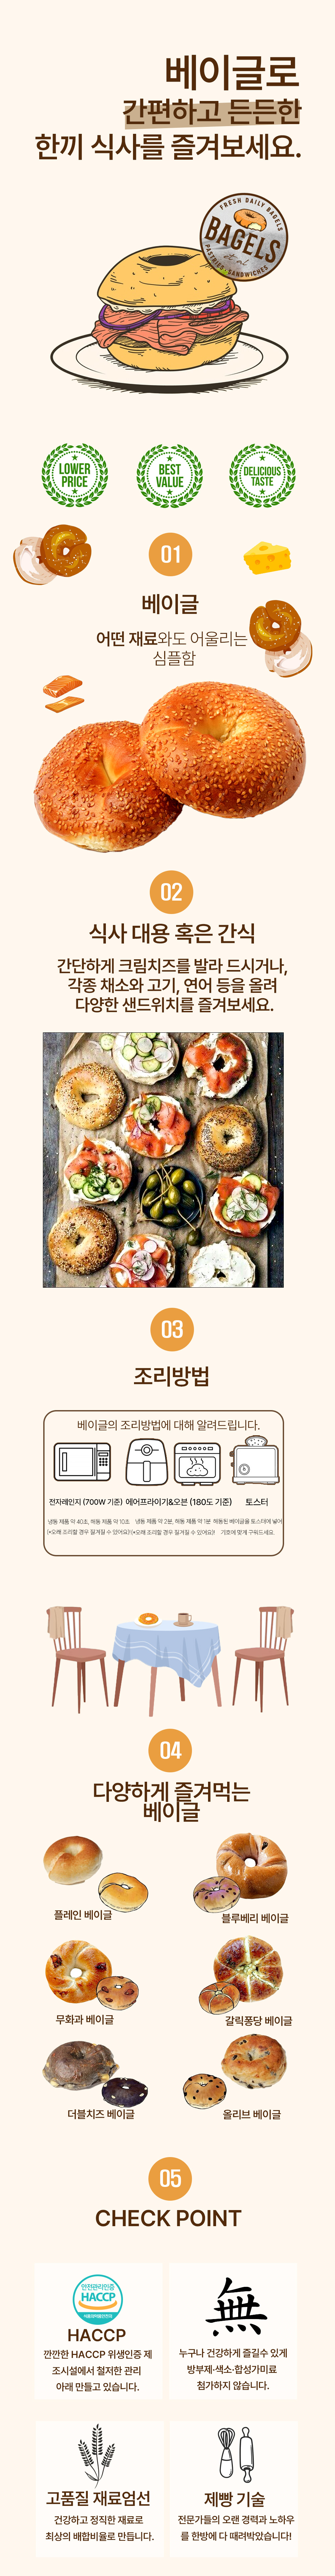 베이글로
간편하고 든든한
한끼 식사를 즐겨보세요.
FRESH DAILY BAGELS
BAGELS
et al.
PASTRIES SANDWICHES
LOWER
PRICE
BEST
VALUE
DELICIOUS
TASTE
01
베이글
어떤 재료와도 어울리는
심플함
02
식사 대용 혹은 간식
간단하게 크림치즈를 발라 드시거나,
각종 채소와 고기, 연어 등을 올려
다양한 샌드위치를 즐겨보세요.
03
조리방법
베이글의 조리방법에 대해 알려드립니다.
전자레인지 (700W 기준) 에어프라이기&오븐 (180도 기준) 토스터
냉동 제품 약 40초, 해동 제품 약 10초 냉동 제품 약 2분, 해동 제품 약 1분 해동된 베이글을 토스터에 넣어
(*오래 조리할 경우 질겨질 수 있어요)! (*오래 조리할 경우 질겨질 수 있어요)! 기호에 맞게 구워드세요.
04
다양하게 즐겨먹는
베이글
플레인 베이글
블루베리 베이글
무화과 베이글
갈릭퐁당 베이글
더블치즈 베이글
올리브 베이글
05
CHECK POINT
안전관리인증
HACCP
식품의약품안전처
HACCP
깐깐한 HACCP 위생인증 제
조시설에서 철저한 관리
아래 만들고 있습니다.
無
누구나 건강하게 즐길수 있게
방부제·색소·합성가미료
첨가하지 않습니다.
고품질 재료엄선
건강하고 정직한 재료로
최상의 배합비율로 만듭니다.
제빵 기술
전문가들의 오랜 경력과 노하우
를 한방에 다 때려박았습니다!